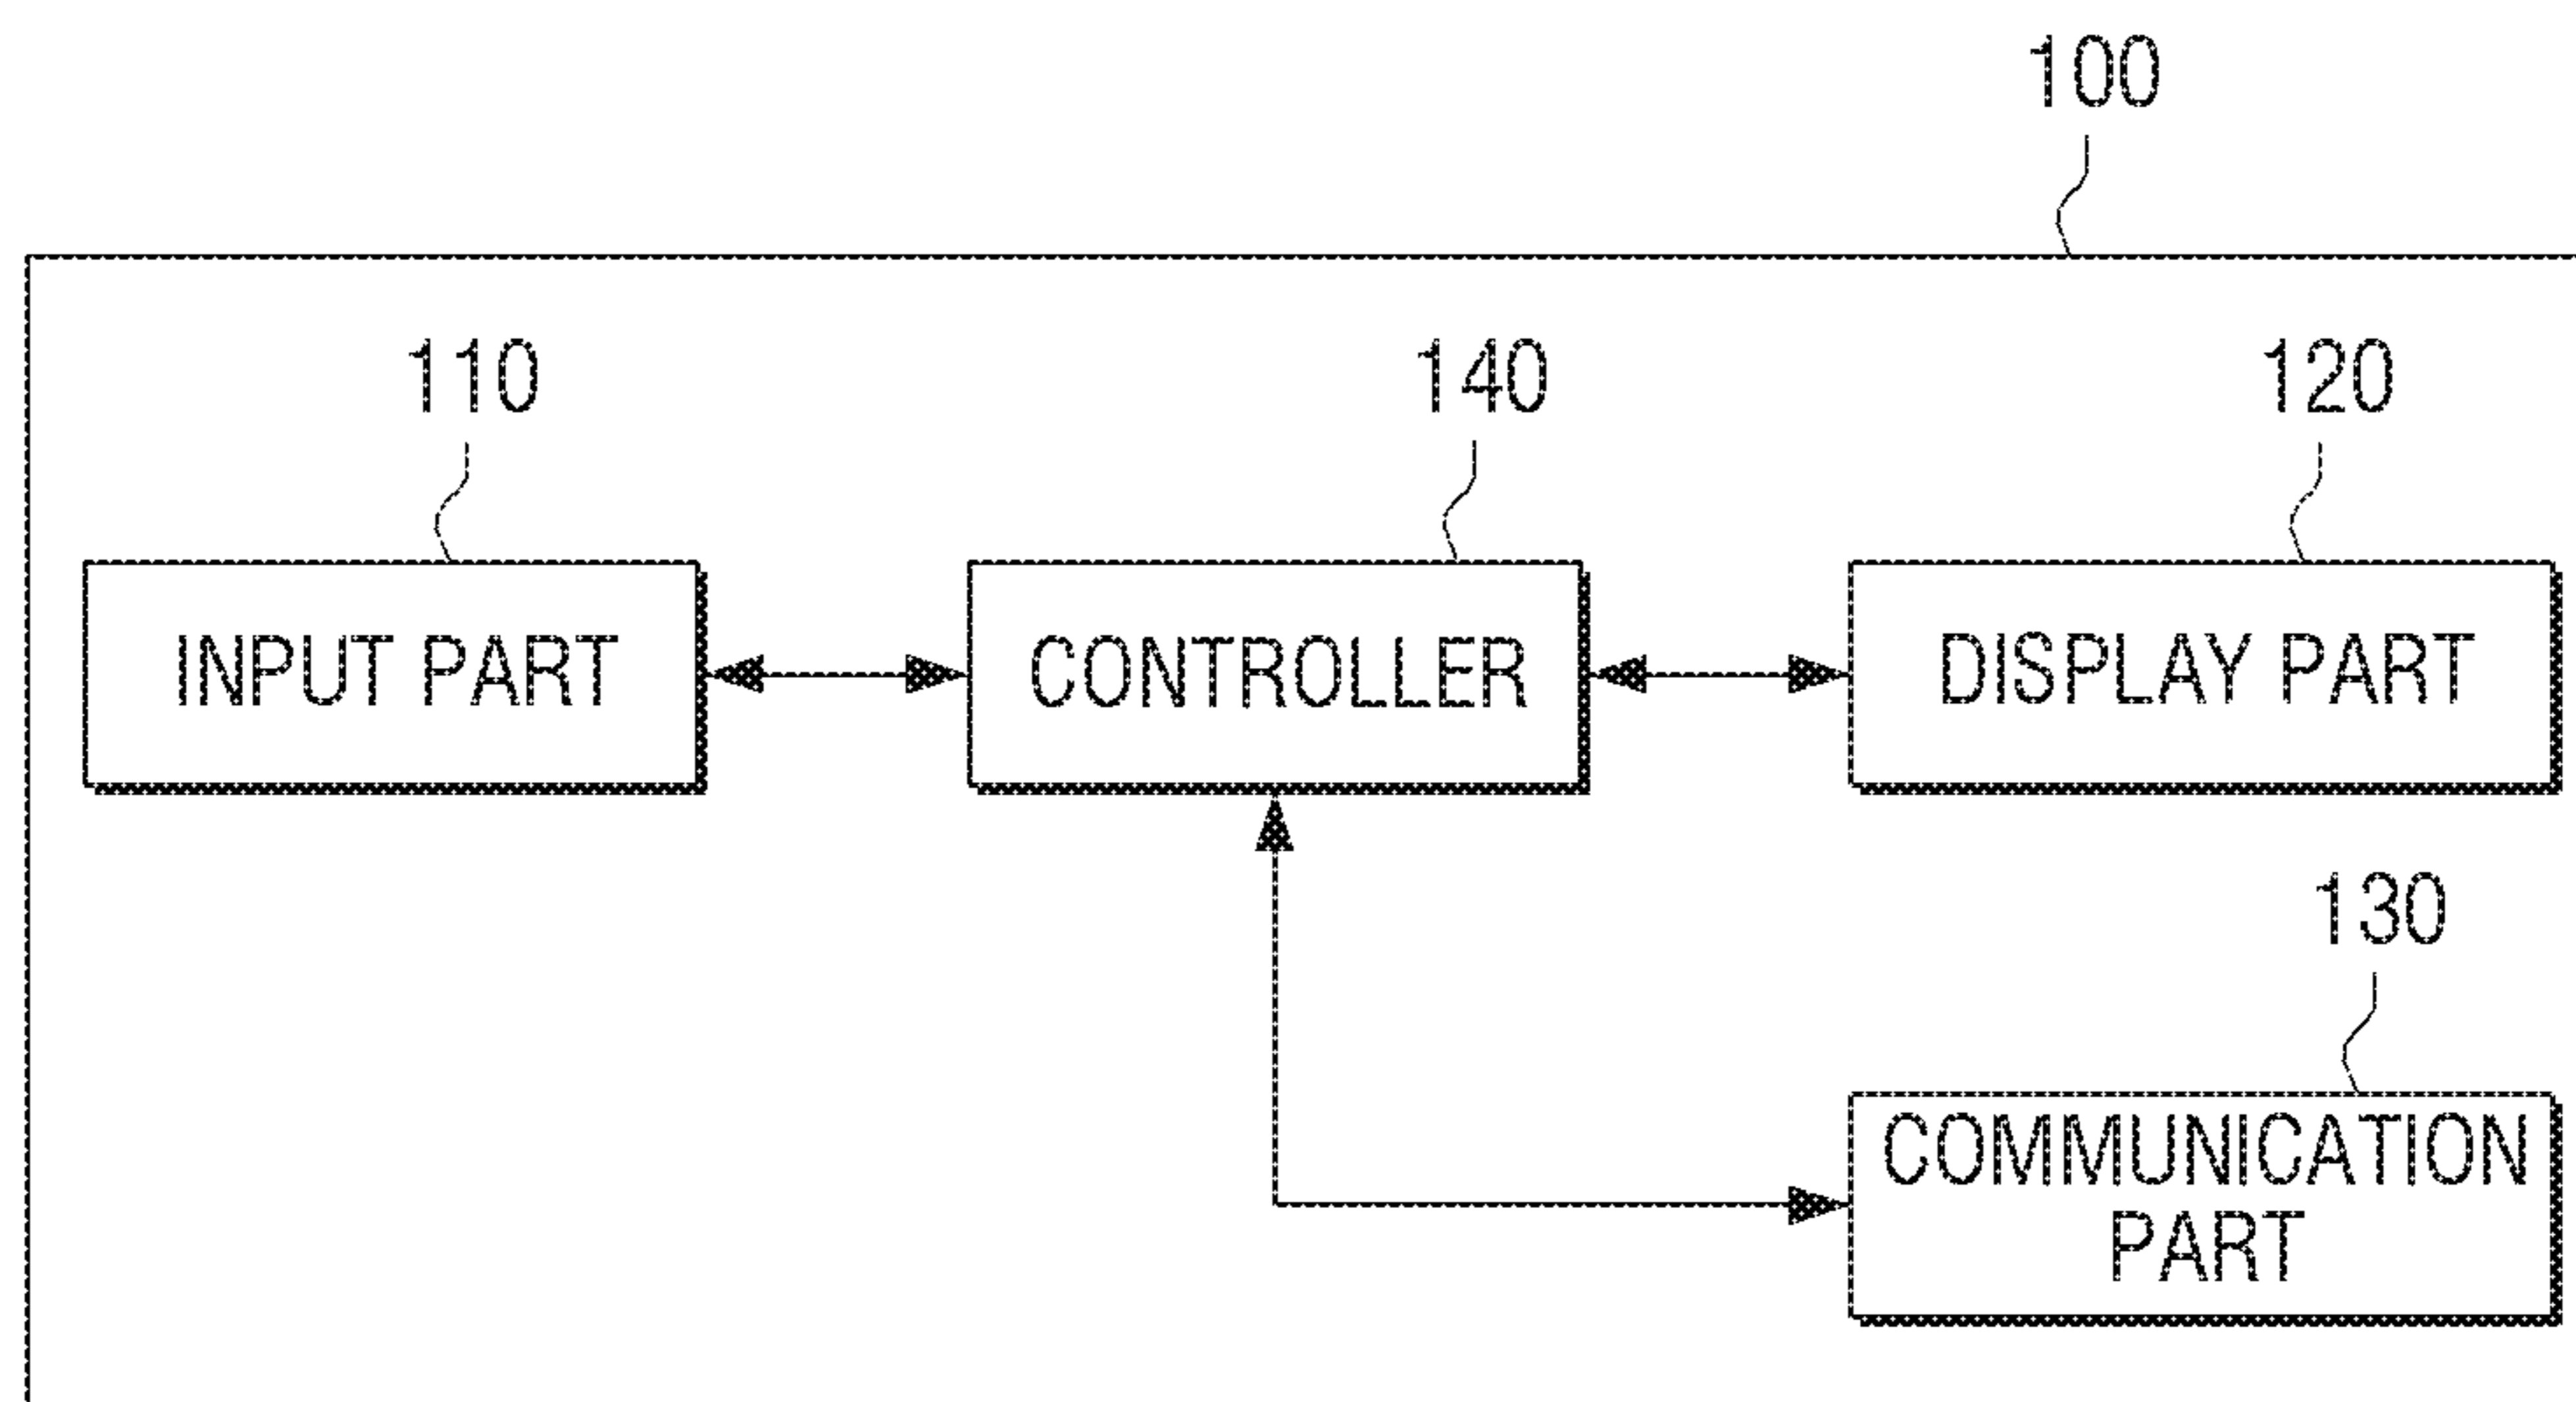 100
110
140
120
INPUT PART
CONTROLLER
DISPLAY PART
130
COMMUNICATION
PART